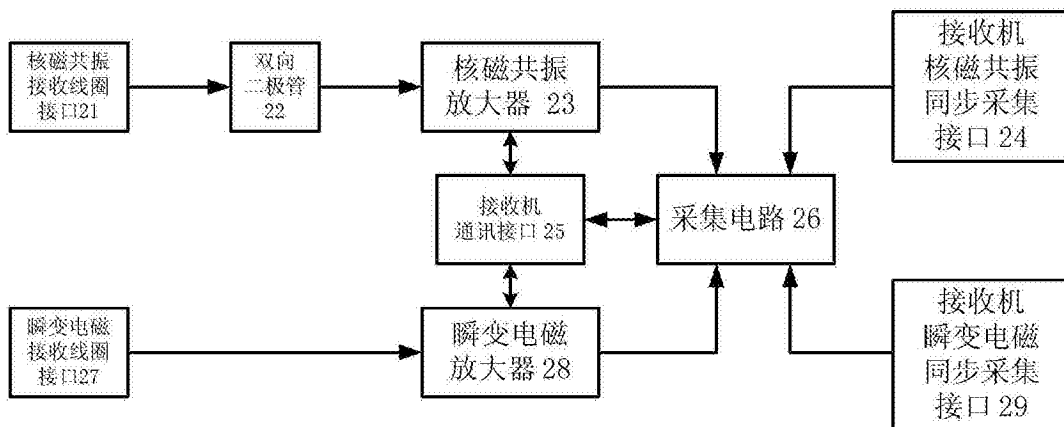 核磁共振
接收线圈
接口21
双向
二极管
22
核磁共振
放大器 23
接收机
核磁共振
同步采集
接口 24
接收机
通讯接口 25
采集电路 26
瞬变电磁
接收线圈
接口27
瞬变电磁
放大器 28
接收机
瞬变电磁
同步采集
接口 29